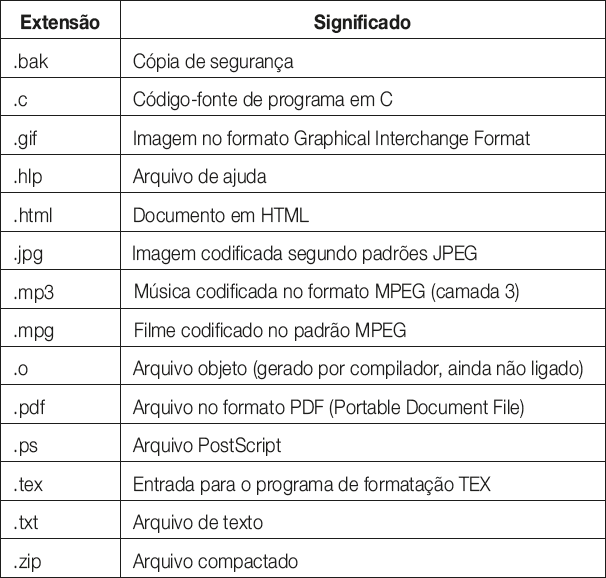 Extensão Significado
.bak Cópia de segurança
.c Código-fonte de programa em C
.gif Imagem no formato Graphical Interchange Format
.hlp Arquivo de ajuda
.html Documento em HTML
.jpg Imagem codificada segundo padrões JPEG
.mp3 Música codificada no formato MPEG (camada 3)
.mpg Filme codificado no padrão MPEG
.o Arquivo objeto (gerado por compilador, ainda não ligado)
.pdf Arquivo no formato PDF (Portable Document File)
.ps Arquivo PostScript
.tex Entrada para o programa de formatação TEX
.txt Arquivo de texto
.zip Arquivo compactado